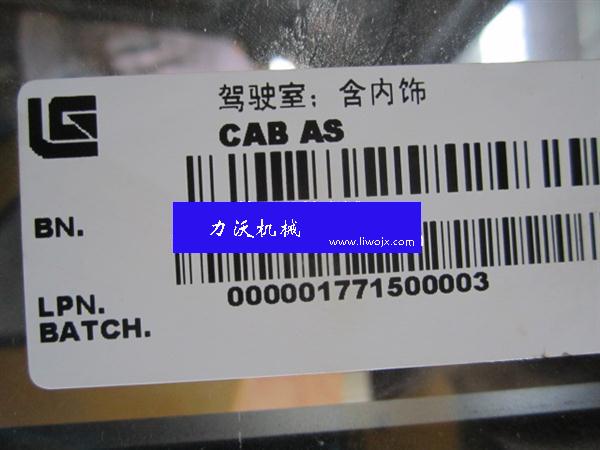 驾驶室；含内饰
CAB AS
BN.
力沃机械
www.liwojx.com
LPN.
000001771500003
BATCH.